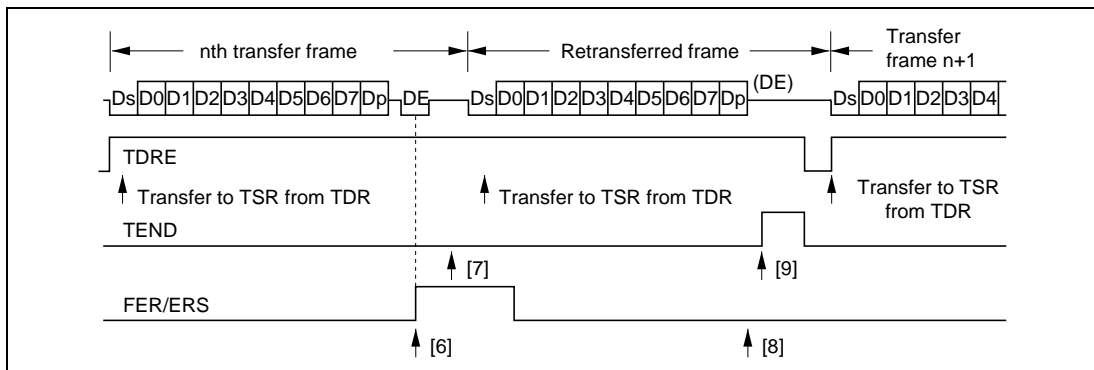 nth transfer frame
Retransferred frame
Transfer
frame n+1
Ds D0 D1 D2 D3 D4 D5 D6 D7 Dp DE Ds D0 D1 D2 D3 D4 D5 D6 D7 Dp (DE) Ds D0 D1 D2 D3 D4
TDRE
Transfer to TSR from TDR
Transfer to TSR from TDR
Transfer to TSR
from TDR
TEND
[7]
[9]
FER/ERS
[6]
[8]